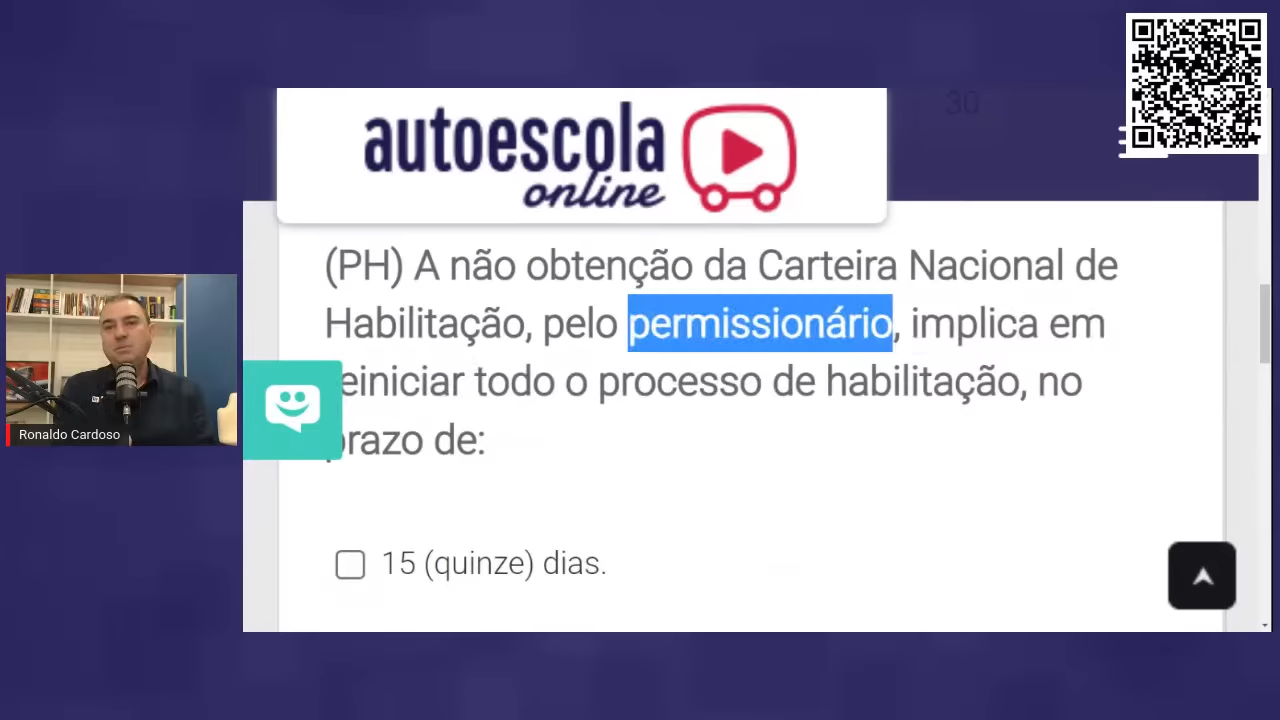 30
autoescola
online
(PH) A não obtenção da Carteira Nacional de
Habilitação, pelo permissionário, implica em
einiciar todo o processo de habilitação, no
prazo de:
Ronaldo Cardoso
15 (quinze) dias.